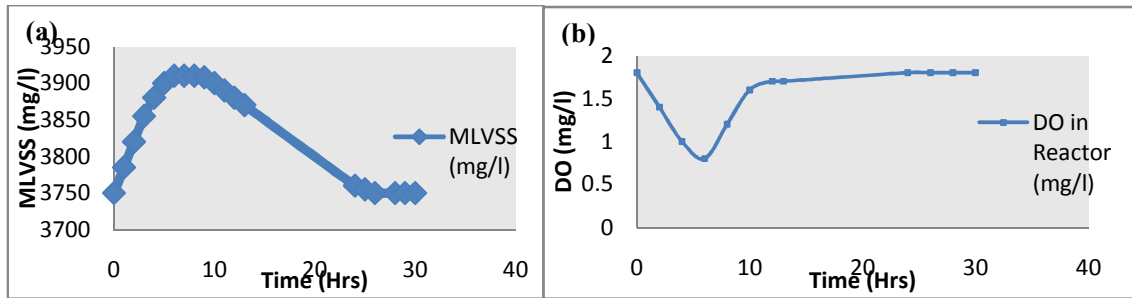 (a)
MLVSS (mg/l)
3950
3900
3850
3800
3750
3700
0
10
20
30
40
Time (Hrs)
MLVSS
(mg/l)
(b)
DO (mg/l)
2
1.5
1
0.5
0
0
10
20
30
40
Time (Hrs)
DO in
Reactor
(mg/l)